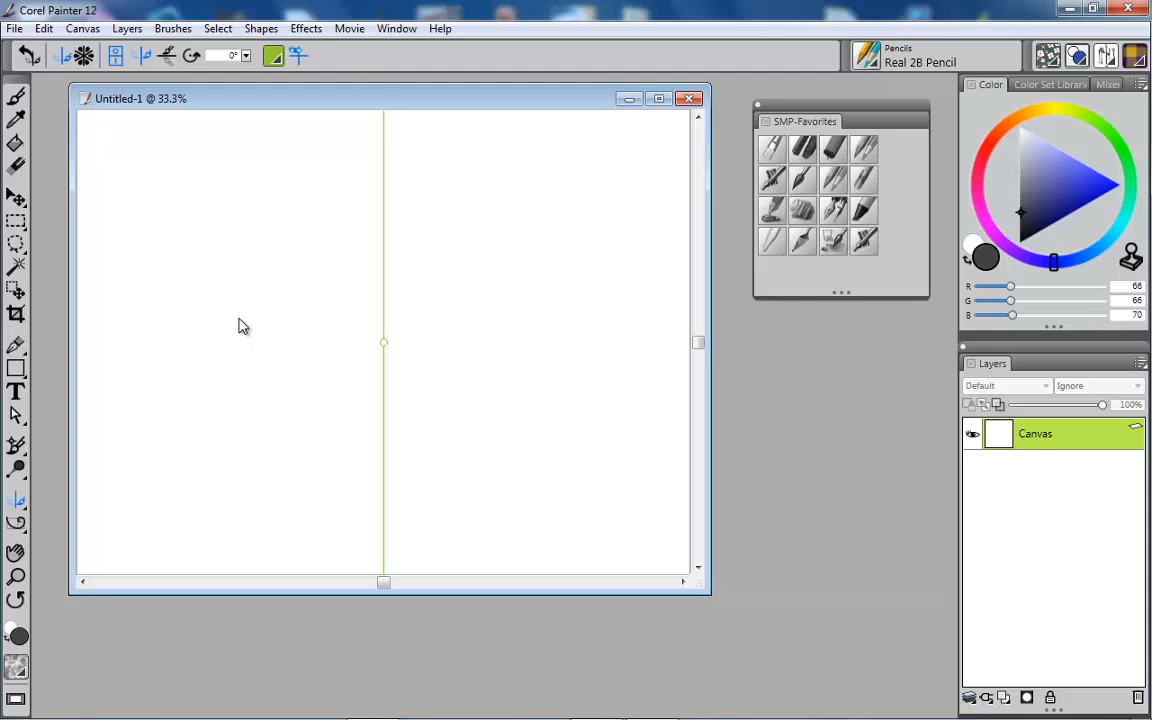 Corel Painter 12
File Edit Canvas Layers Brushes Select Shapes Effects Movie Window Help
0°
Pencils
Real 2B Pencil
Untitled-1 @ 33.3%
SMP-Favorites
Color Color Set Librari Mixer
R 66
G 66
B 70
Layers
Default Ignore
100%
Canvas
T